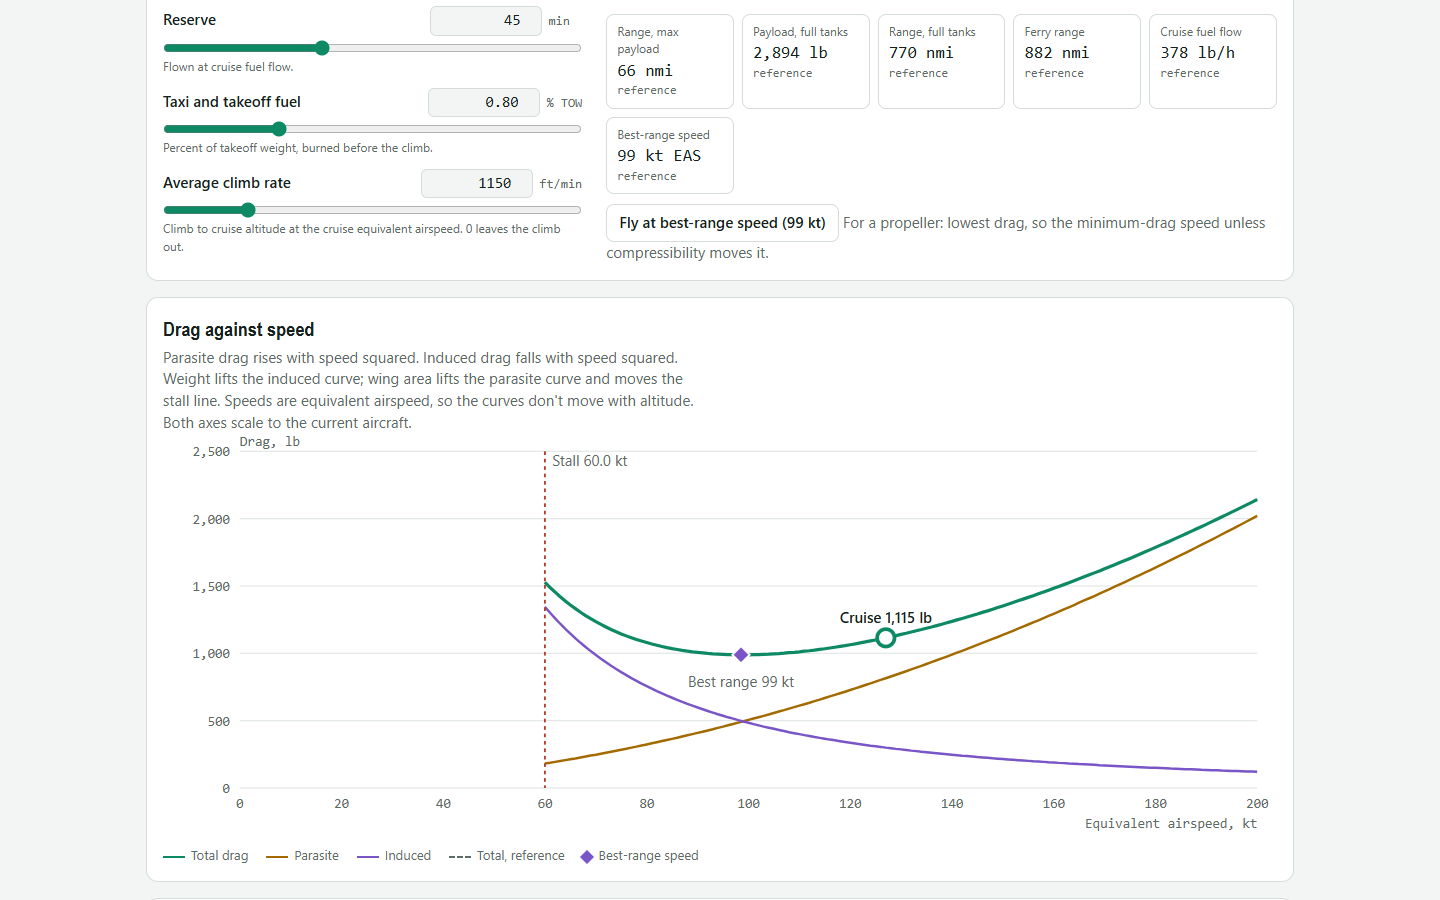 Reserve
45 min
Flown at cruise fuel flow.
Taxi and takeoff fuel
0.80 % TOW
Percent of takeoff weight, burned before the climb.
Average climb rate
1150 ft/min
Climb to cruise altitude at the cruise equivalent airspeed. 0 leaves the climb
out.
Range, max
payload
66 nmi
reference
Payload, full tanks
2,894 lb
reference
Range, full tanks
770 nmi
reference
Ferry range
882 nmi
reference
Cruise fuel flow
378 lb/h
reference
Best-range speed
99 kt EAS
reference
Fly at best-range speed (99 kt) For a propeller: lowest drag, so the minimum-drag speed unless
compressibility moves it.
Drag against speed
Parasite drag rises with speed squared. Induced drag falls with speed squared.
Weight lifts the induced curve; wing area lifts the parasite curve and moves the
stall line. Speeds are equivalent airspeed, so the curves don't move with altitude.
Both axes scale to the current aircraft.
Drag, lb
2,500
Stall 60.0 kt
2,000
1,500
Cruise 1,115 lb
1,000
Best range 99 kt
500
0
0 20 40 60 80 100 120 140 160 180 200
Equivalent airspeed, kt
Total drag Parasite Induced Total, reference Best-range speed